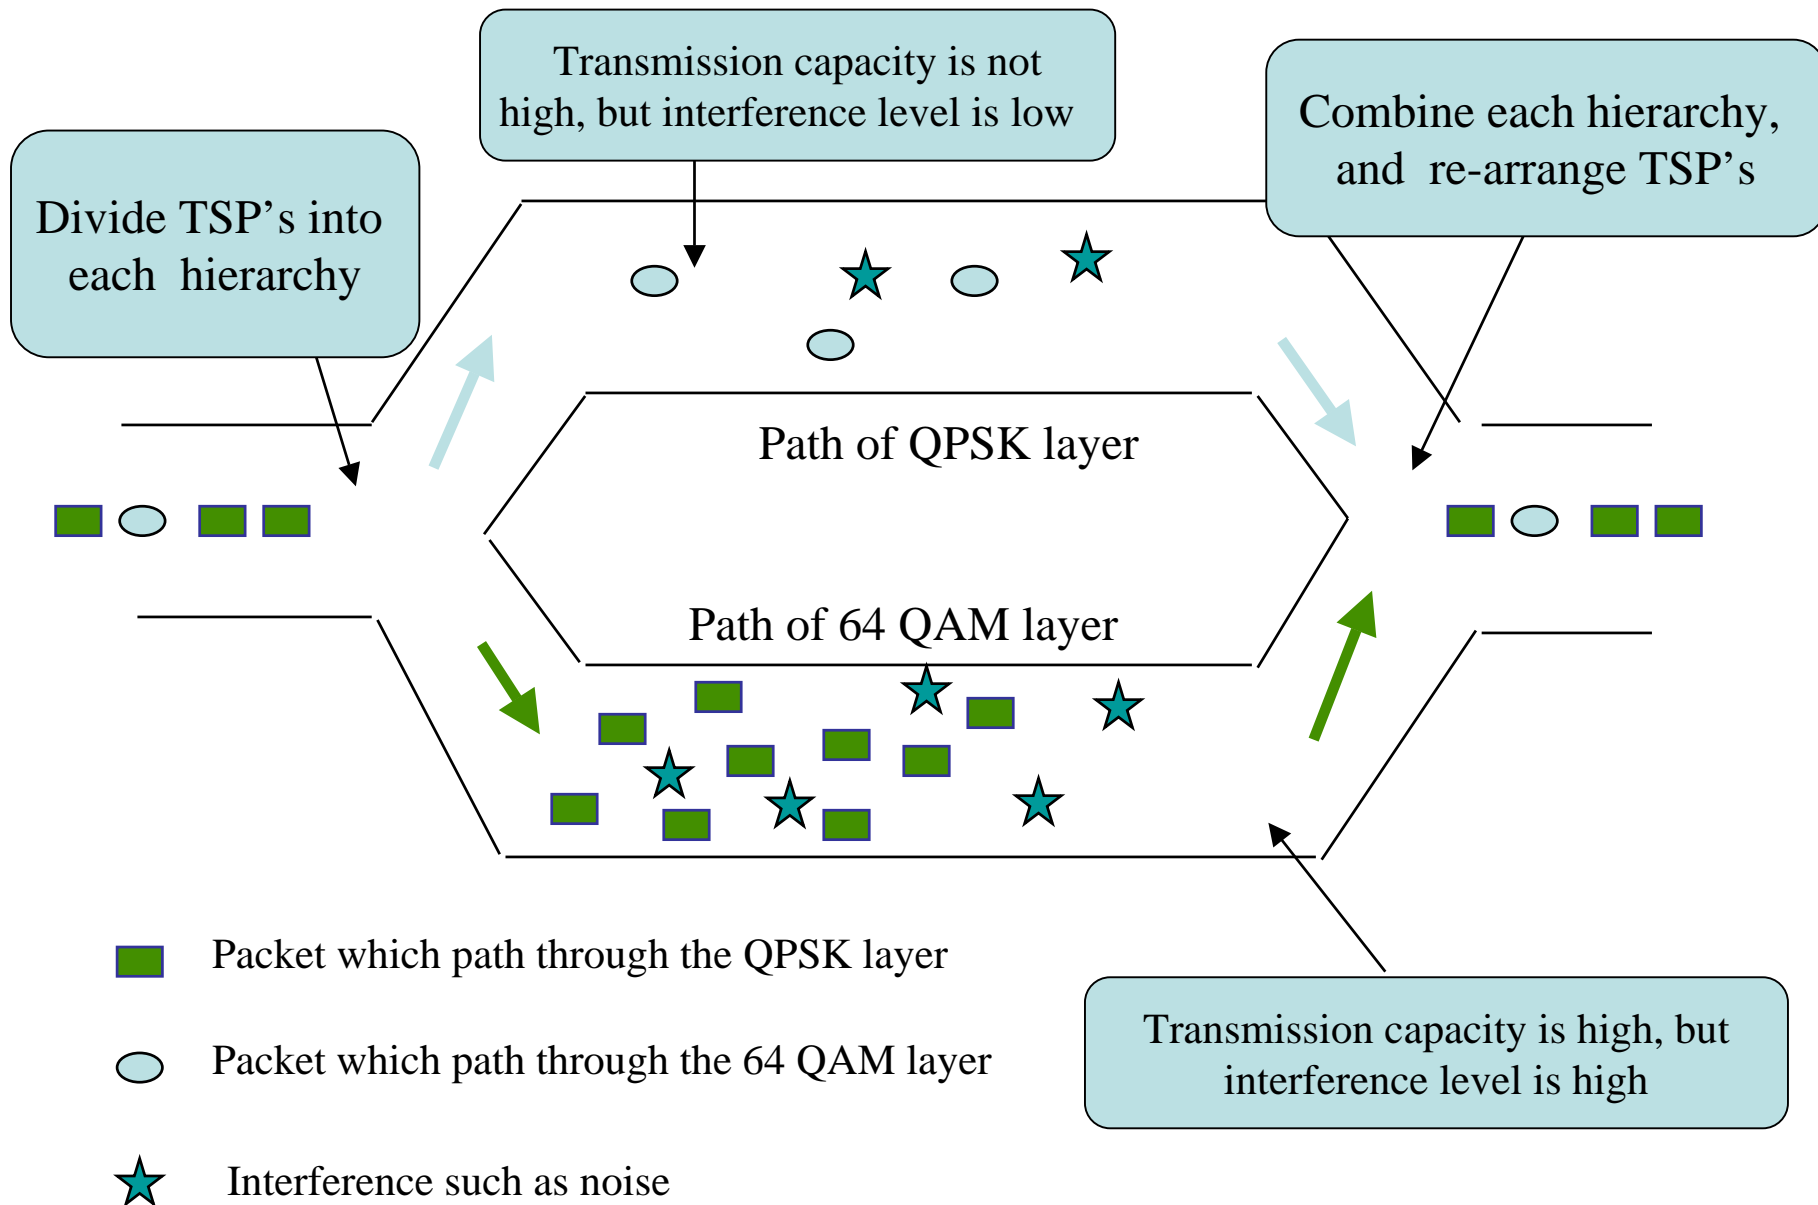 Transmission capacity is not
high, but interference level is low
Combine each hierarchy,
and re-arrange TSP’s
Divide TSP’s into
each hierarchy
Path of QPSK layer
Path of 64 QAM layer
Packet which path through the QPSK layer
Packet which path through the 64 QAM layer
Interference such as noise
Transmission capacity is high, but
interference level is high